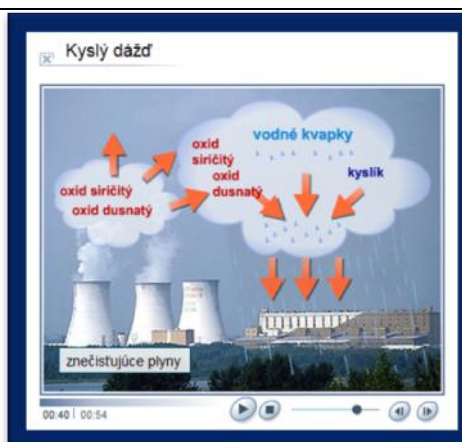 Kyslý dážď
vodné kvapky
oxid
siričitý
oxid
dusnatý
kyslík
oxid siričitý
oxid dusnatý
znečisťujúce plyny
00:40 | 00:54